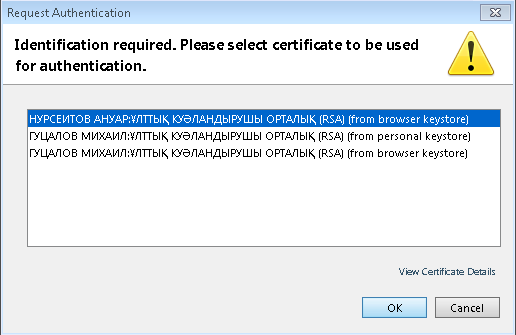 Request Authentication
Identification required. Please select certificate to be used
for authentication.
НУРСЕИТОВ АНУАР:ҰЛТТЫҚ КУӘЛАНДЫРУШЫ ОРТАЛЫҚ (RSA) (from browser keystore)
ГУЦАЛОВ МИХАИЛ:ҰЛТТЫҚ КУӘЛАНДЫРУШЫ ОРТАЛЫҚ (RSA) (from personal keystore)
ГУЦАЛОВ МИХАИЛ:ҰЛТТЫҚ КУӘЛАНДЫРУШЫ ОРТАЛЫҚ (RSA) (from browser keystore)
View Certificate Details
OK Cancel